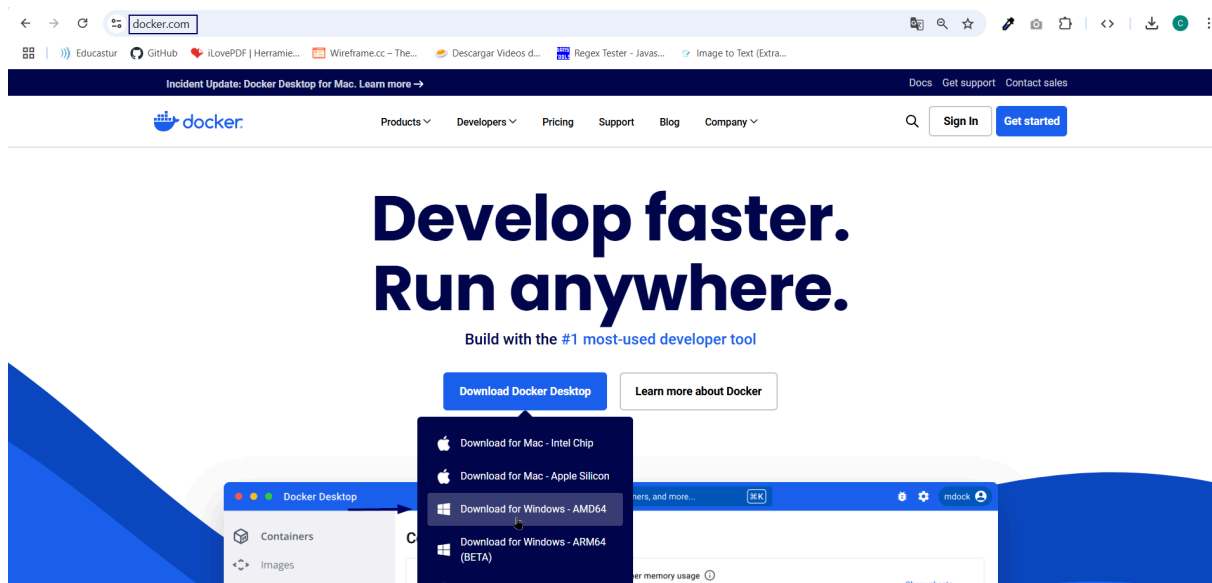 docker.com
Educastur GitHub iLovePDF | Herramie... Wireframe.cc – The... Descargar Videos d... Regex Tester - Javas... Image to Text (Extra...
Incident Update: Docker Desktop for Mac. Learn more → Docs Get support Contact sales
docker Products Developers Pricing Support Blog Company Sign In Get started
Develop faster.
Run anywhere.
Build with the #1 most-used developer tool
Download Docker Desktop Learn more about Docker
Download for Mac - Intel Chip
Download for Mac - Apple Silicon
Docker Desktop ners, and more... ⌘K mdock
Download for Windows - AMD64
Containers C
Download for Windows - ARM64
(BETA)
Images
er memory usage